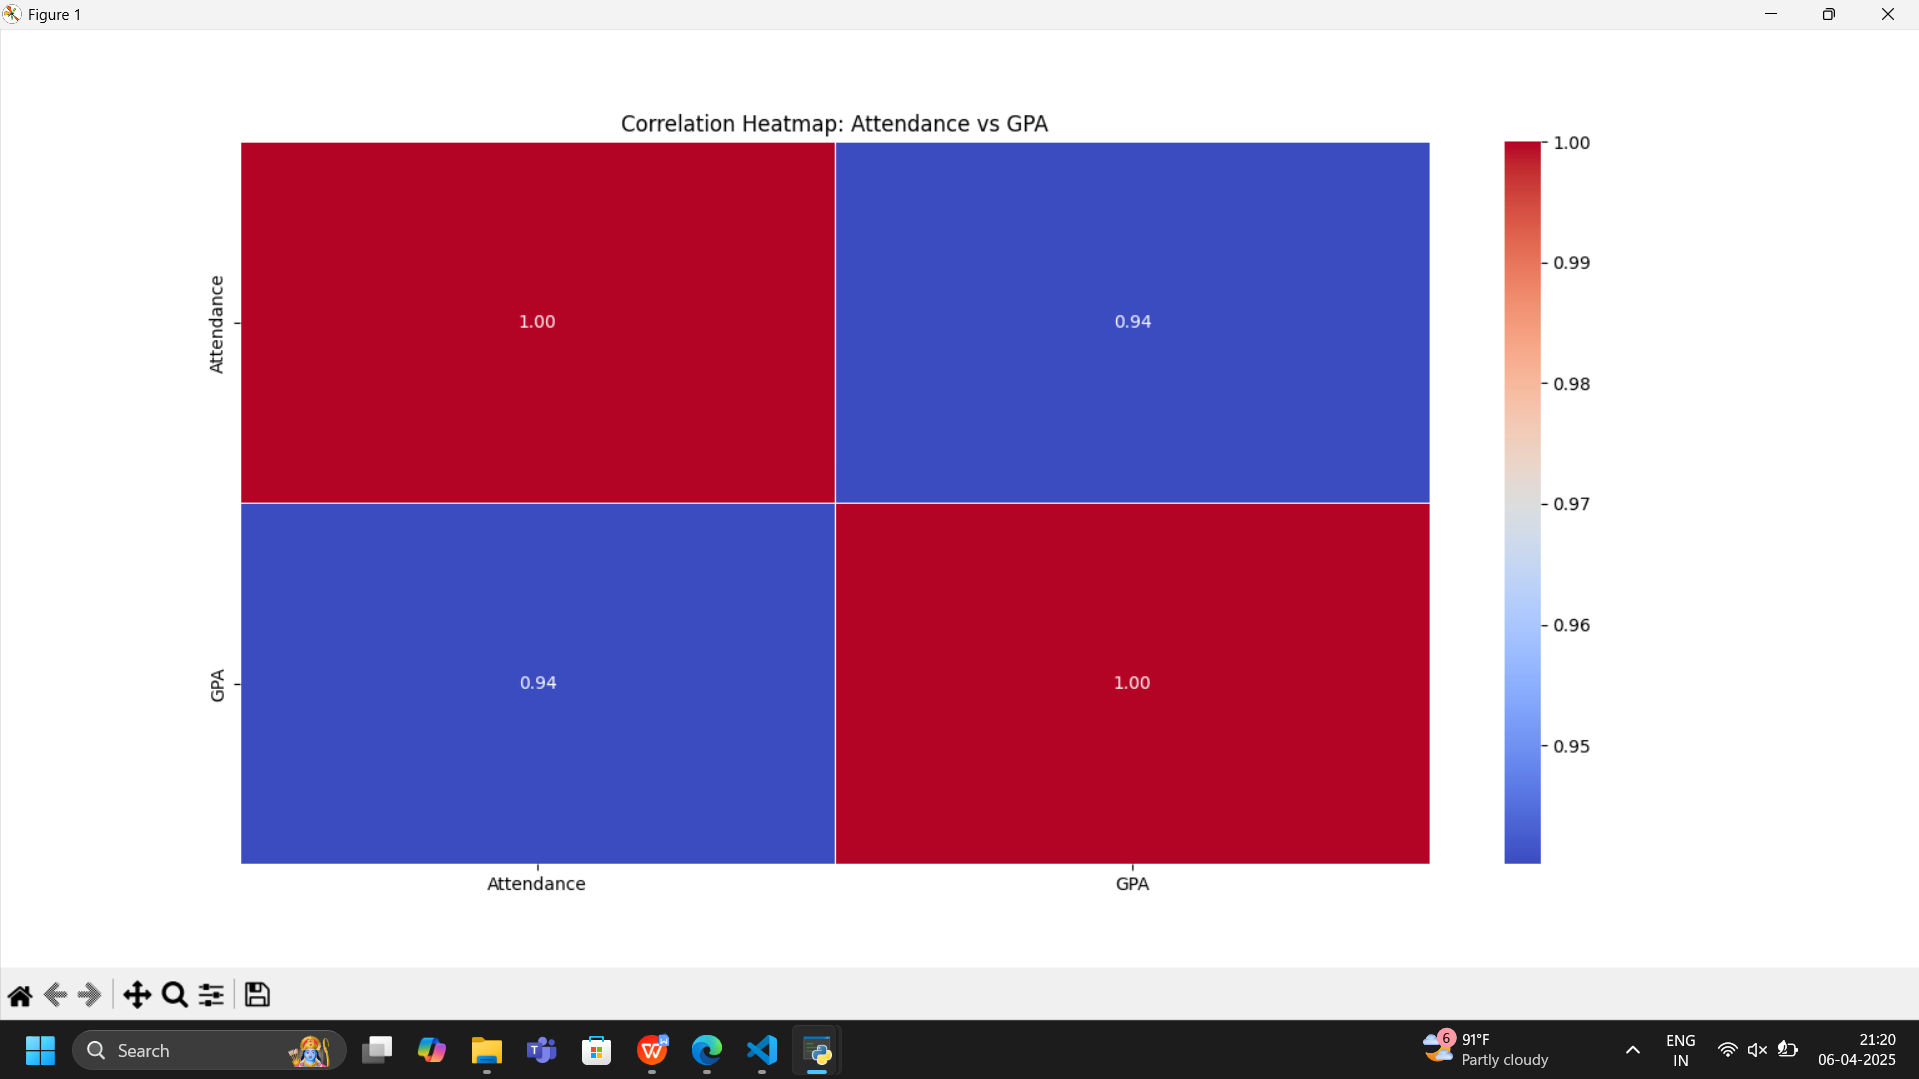 Figure 1
Correlation Heatmap: Attendance vs GPA
Attendance
GPA
1.00
0.94
0.94
1.00
Attendance
GPA
1.00
0.99
0.98
0.97
0.96
0.95
Search
T
W
W
6
91°F
Partly cloudy
ENG
IN
21:20
06-04-2025